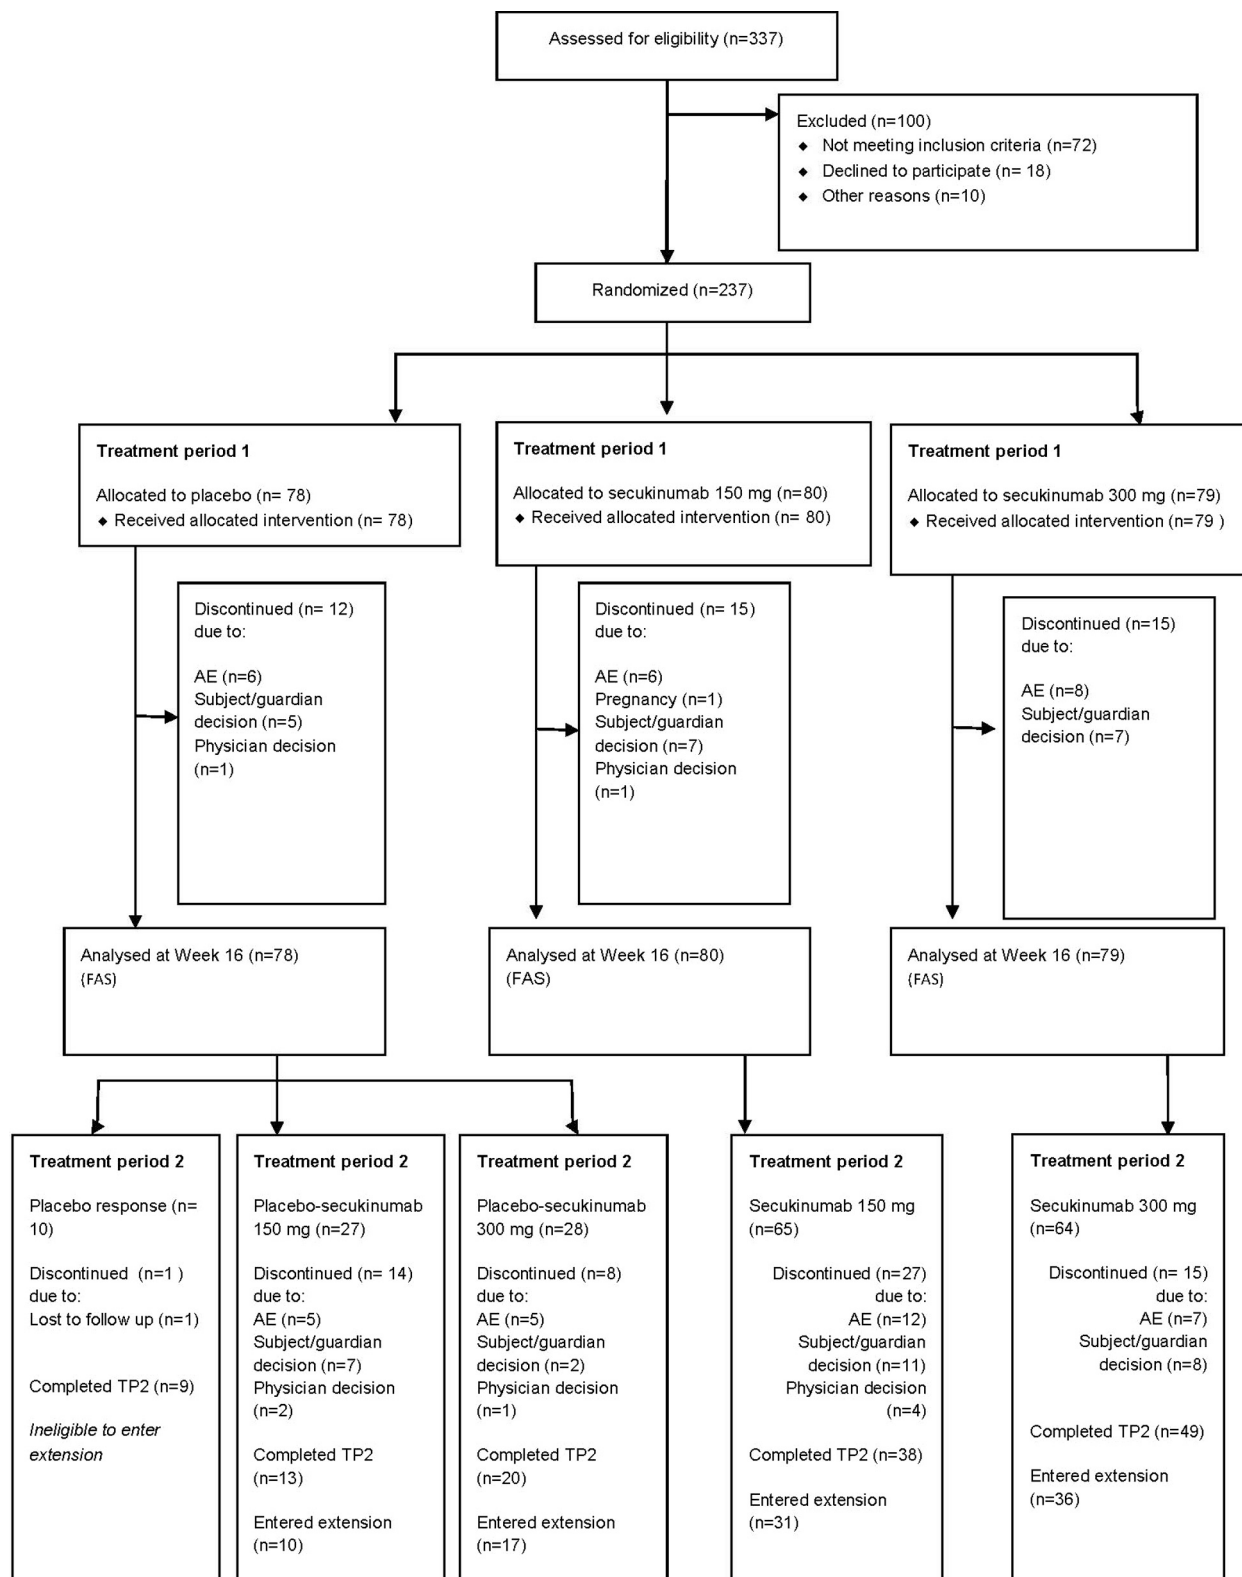 Assessed for eligibility (n=337)
Excluded (n=100)
◆ Not meeting inclusion criteria (n=72)
◆ Declined to participate (n= 18)
◆ Other reasons (n=10)
Randomized (n=237)
Treatment period 1
Allocated to placebo (n= 78)
◆ Received allocated intervention (n= 78)
Treatment period 1
Allocated to secukinumab 150 mg (n=80)
◆ Received allocated intervention (n= 80)
Treatment period 1
Allocated to secukinumab 300 mg (n=79)
◆ Received allocated intervention (n=79 )
Discontinued (n= 12)
due to:
AE (n=6)
Subject/guardian
decision (n=5)
Physician decision
(n=1)
Discontinued (n= 15)
due to:
AE (n=6)
Pregnancy (n=1)
Subject/guardian
decision (n=7)
Physician decision
(n=1)
Discontinued (n=15)
due to:
AE (n=8)
Subject/guardian
decision (n=7)
Analysed at Week 16 (n=78)
(FAS)
Analysed at Week 16 (n=80)
(FAS)
Analysed at Week 16 (n=79)
(FAS)
Treatment period 2
Placebo response (n=
10)
Discontinued (n=1 )
due to:
Lost to follow up (n=1)
Completed TP2 (n=9)
Ineligible to enter
extension
Treatment period 2
Placebo-secukinumab
150 mg (n=27)
Discontinued (n= 14)
due to:
AE (n=5)
Subject/guardian
decision (n=7)
Physician decision
(n=2)
Completed TP2
(n=13)
Entered extension
(n=10)
Treatment period 2
Placebo-secukinumab
300 mg (n=28)
Discontinued (n=8)
due to:
AE (n=5)
Subject/guardian
decision (n=2)
Physician decision
(n=1)
Completed TP2
(n=20)
Entered extension
(n=17)
Treatment period 2
Secukinumab 150 mg
(n=65)
Discontinued (n=27)
due to:
AE (n=12)
Subject/guardian
decision (n=11)
Physician decision
(n=4)
Completed TP2 (n=38)
Entered extension
(n=31)
Treatment period 2
Secukinumab 300 mg
(n=64)
Discontinued (n= 15)
due to:
AE (n=7)
Subject/guardian
decision (n=8)
Completed TP2 (n=49)
Entered extension
(n=36)